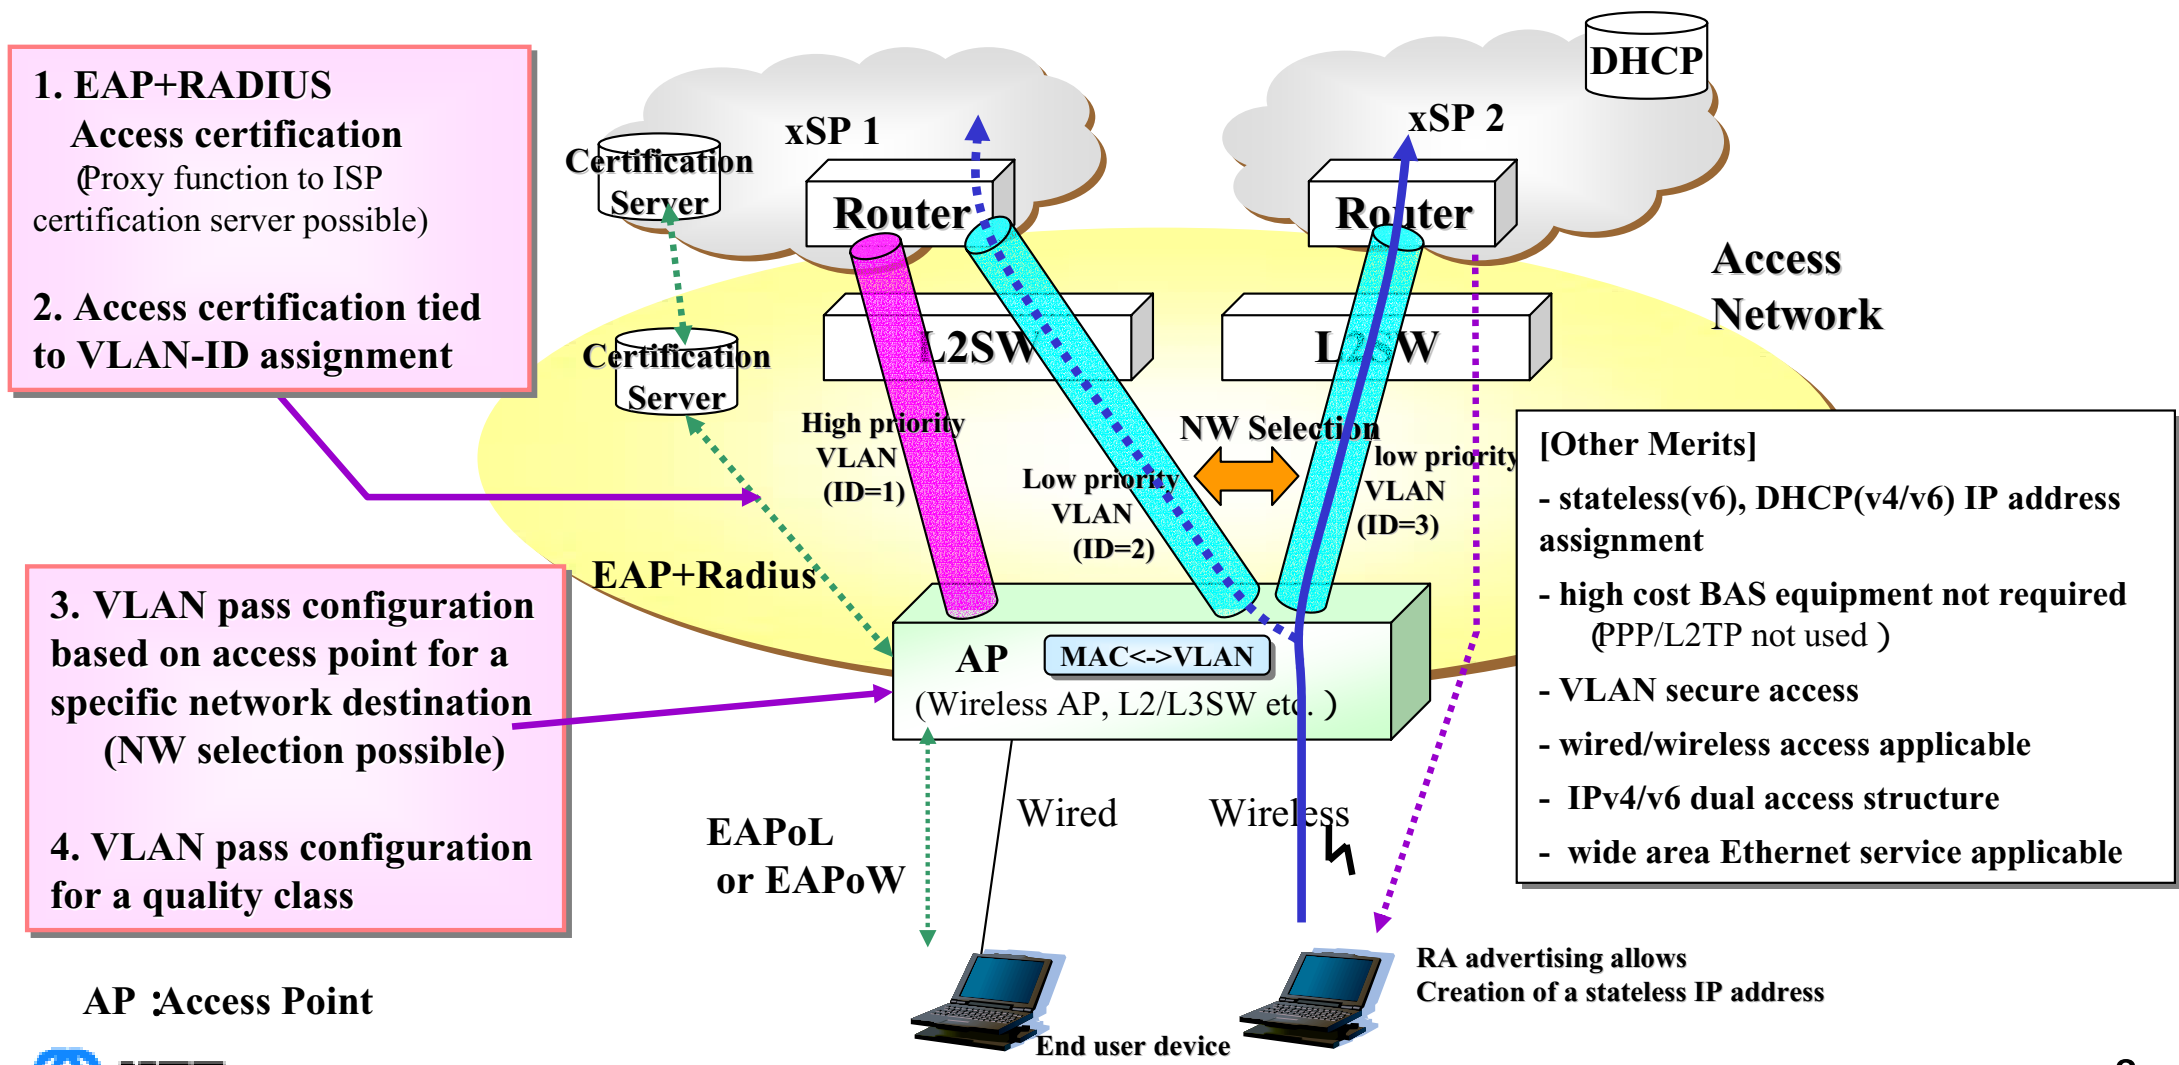 1. EAP+RADIUS
Access certification
(Proxy function to ISP
certification server possible)
2. Access certification tied
to VLAN-ID assignment
3. VLAN pass configuration
based on access point for a
specific network destination
(NW selection possible)
4. VLAN pass configuration
for a quality class
AP :Access Point
Certification
Server
xSP 1
Router
xSP 2
DHCP
Router
Access
Network
Certification
Server
L2SW
L2SW
High priority
VLAN
(ID=1)
Low priority
VLAN
(ID=2)
NW Selection
low priority
VLAN
(ID=3)
EAP+Radius
AP
MAC<->VLAN
(Wireless AP, L2/L3SW etc. )
EAPoL
or EAPoW
Wired
Wireless
End user device
RA advertising allows
Creation of a stateless IP address
[Other Merits]
- stateless(v6), DHCP(v4/v6) IP address
assignment
- high cost BAS equipment not required
(PPP/L2TP not used )
- VLAN secure access
- wired/wireless access applicable
- IPv4/v6 dual access structure
- wide area Ethernet service applicable